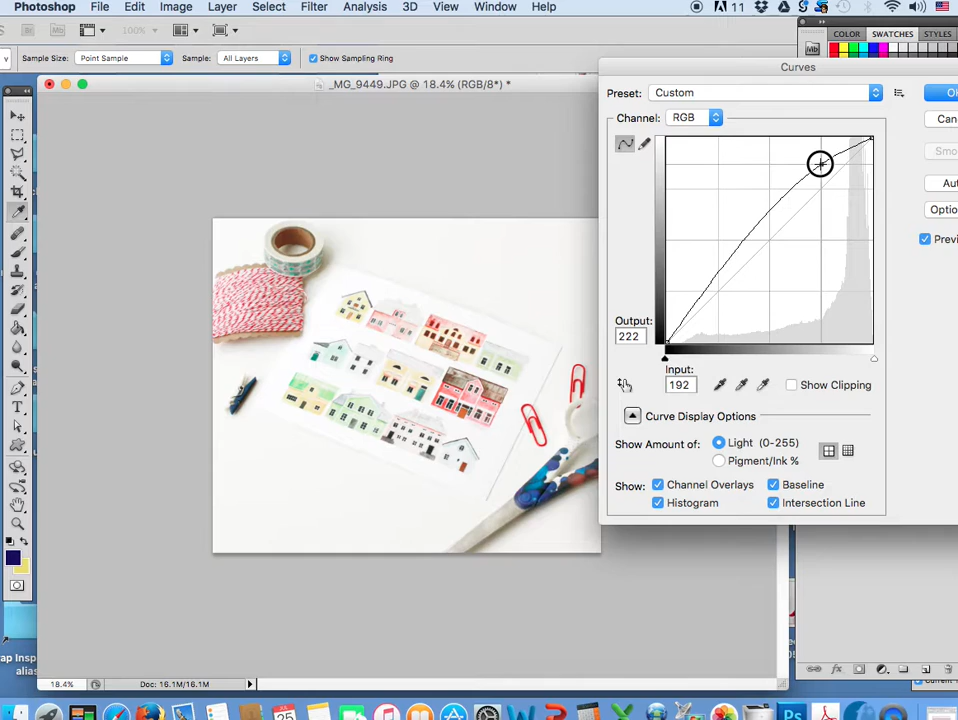 Photoshop File Edit Image Layer Select Filter Analysis 3D View Window Help 11
100%
Sample Size: Point Sample Sample: All Layers Show Sampling Ring
COLOR SWATCHES STYLES
_MG_9449.JPG @ 18.4% (RGB/8*) *
Curves
Preset: Custom
Channel: RGB
Output:
222
Input:
192
Show Clipping
Curve Display Options
Show Amount of: Light (0-255)
Pigment/Ink %
Show: Channel Overlays Baseline
Histogram Intersection Line
18.4% Doc: 16.1M/16.1M
alias